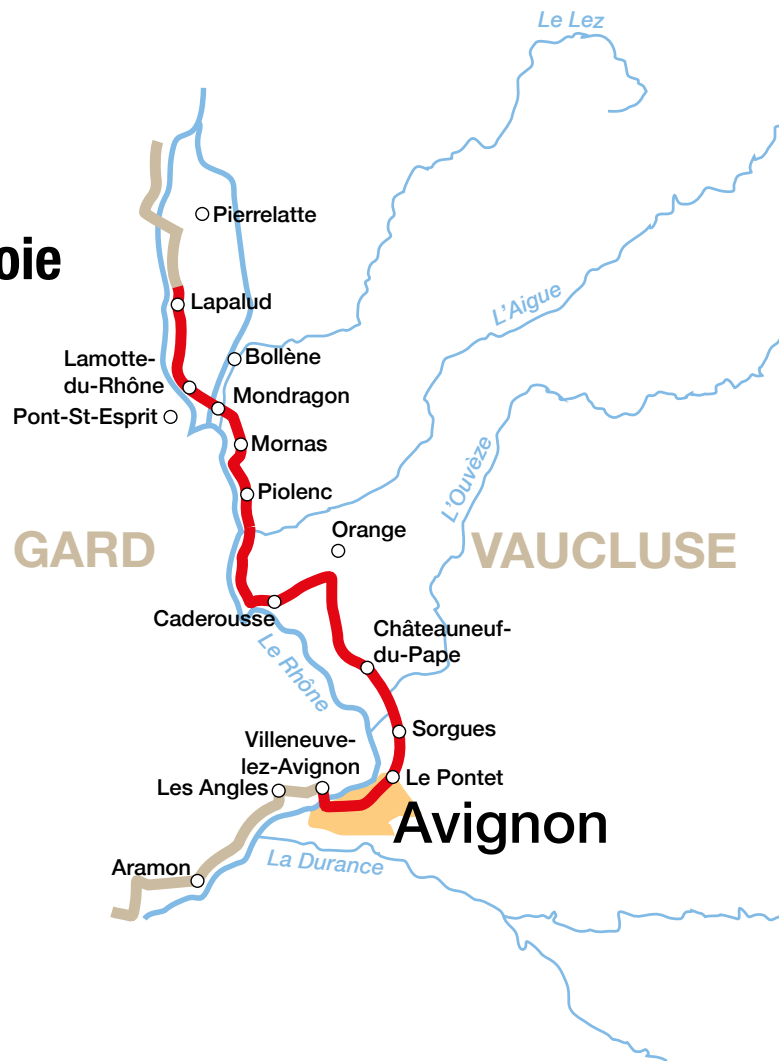 Le Lez
Pierrelatte
oie
Lapalud
L'Aigue
Bollène
Lamotte-
du-Rhône
Mondragon
Pont-St-Esprit
Mornas
L'Ouvèze
Piolenc
Orange
GARD
VAUCLUSE
Caderousse
Châteauneuf-
du-Pape
Le Rhône
Sorgues
Villeneuve-
lez-Avignon
Le Pontet
Les Angles
Avignon
La Durance
Aramon